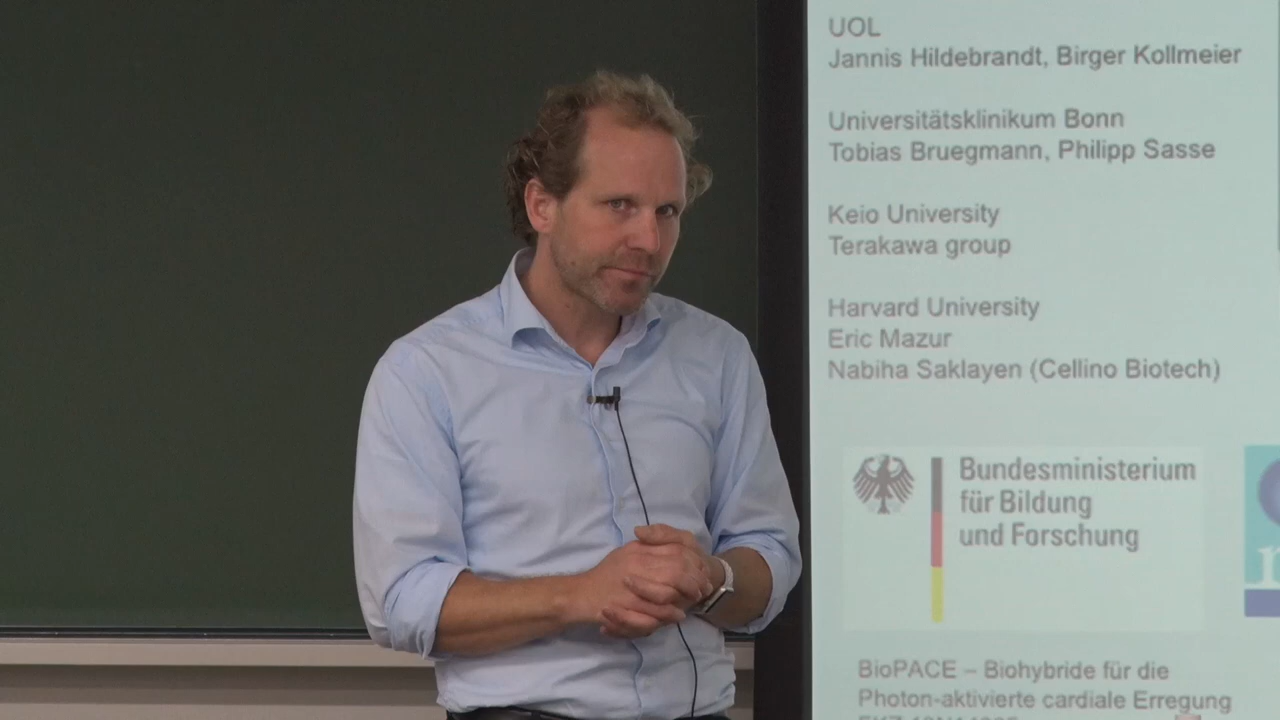 UOL
Jannis Hildebrandt, Birger Kollmeier
Universitätsklinikum Bonn
Tobias Bruegmann, Philipp Sasse
Keio University
Terakawa group
Harvard University
Eric Mazur
Nabiha Saklayen (Cellino Biotech)
Bundesministerium
für Bildung
und Forschung
BioPACE – Biohybride für die
Photon-aktivierte cardiale Erregung